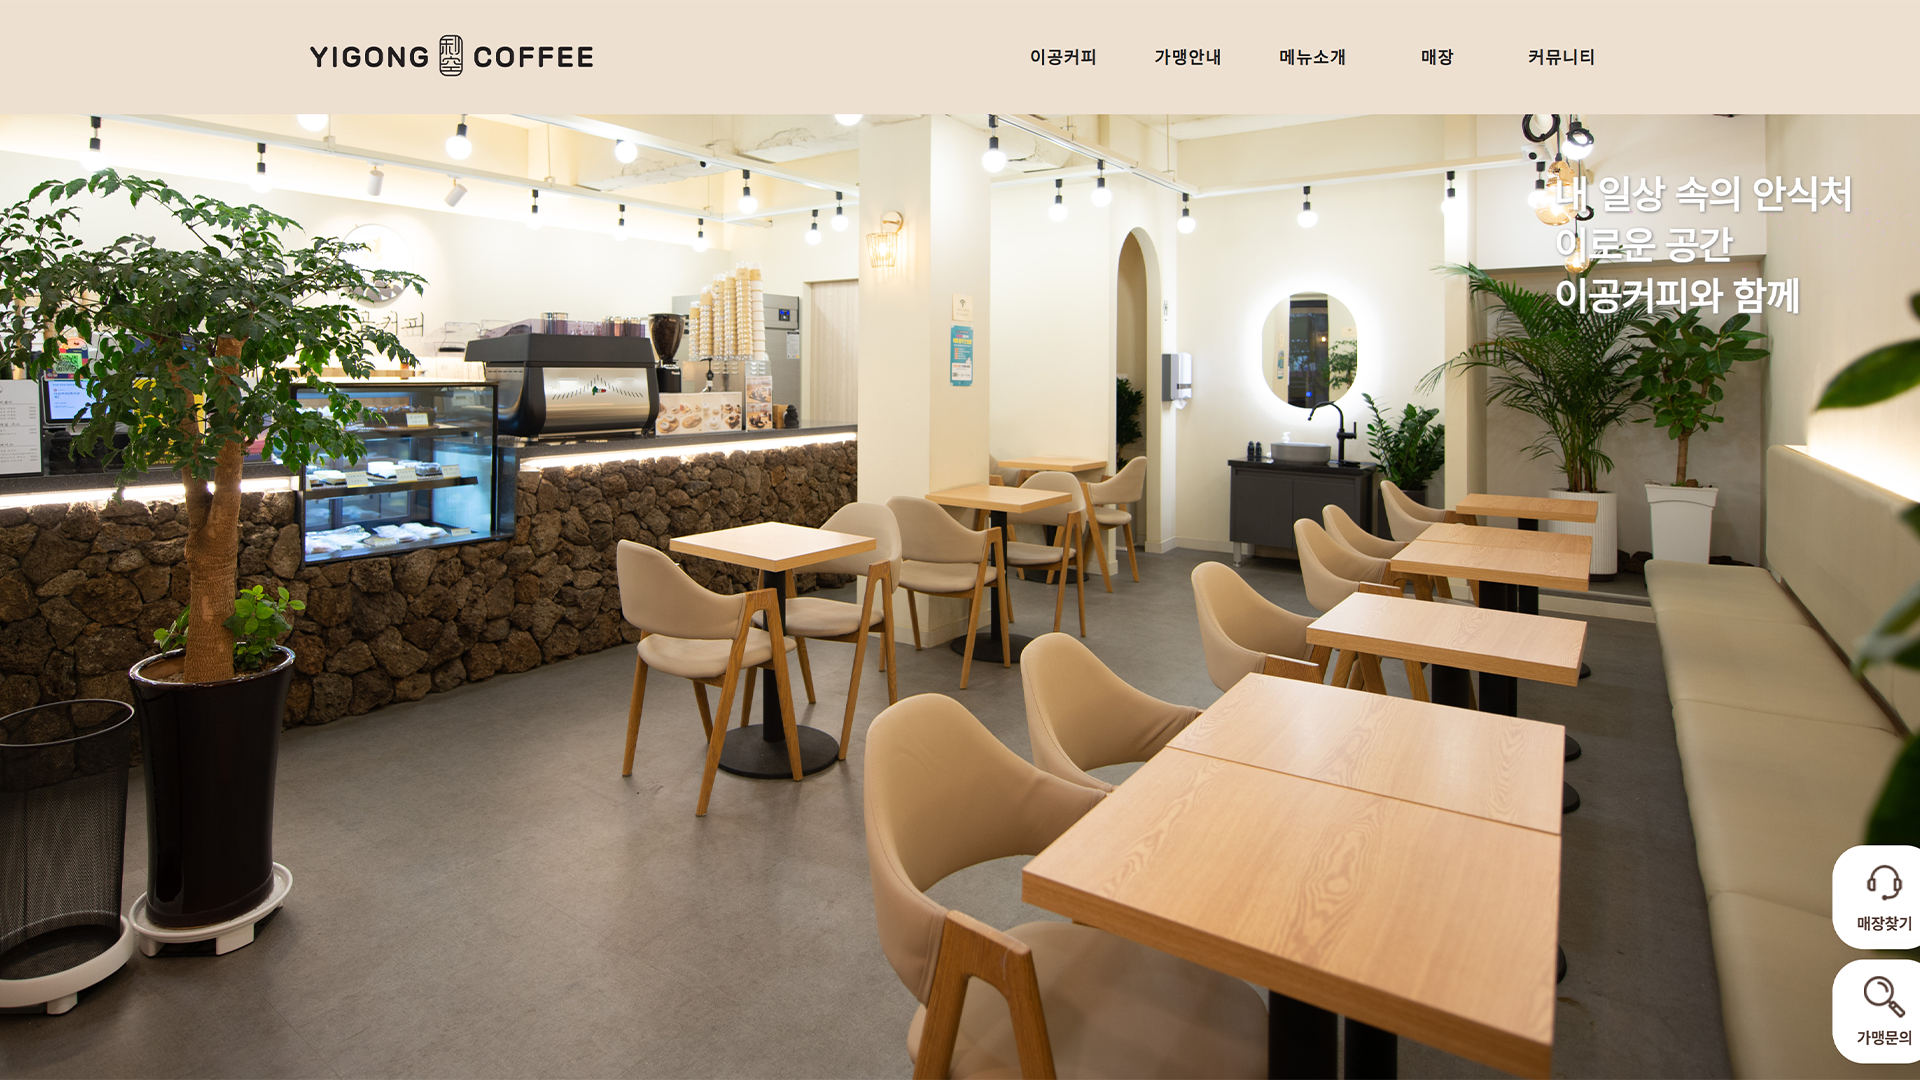 YIGONG 利空 COFFEE
이공커피 가맹안내 메뉴소개 매장 커뮤니티
내 일상 속의 안식처
이로운 공간
이공커피와 함께
매장찾기
가맹문의